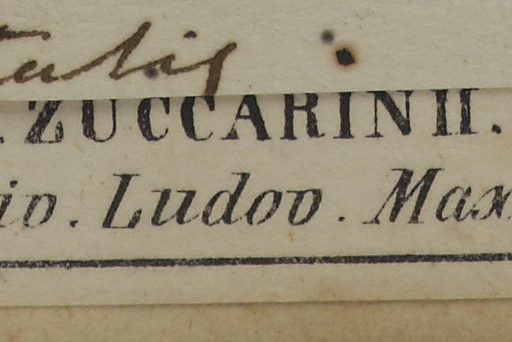 . ZUCCARINII.
io. Ludov. Max